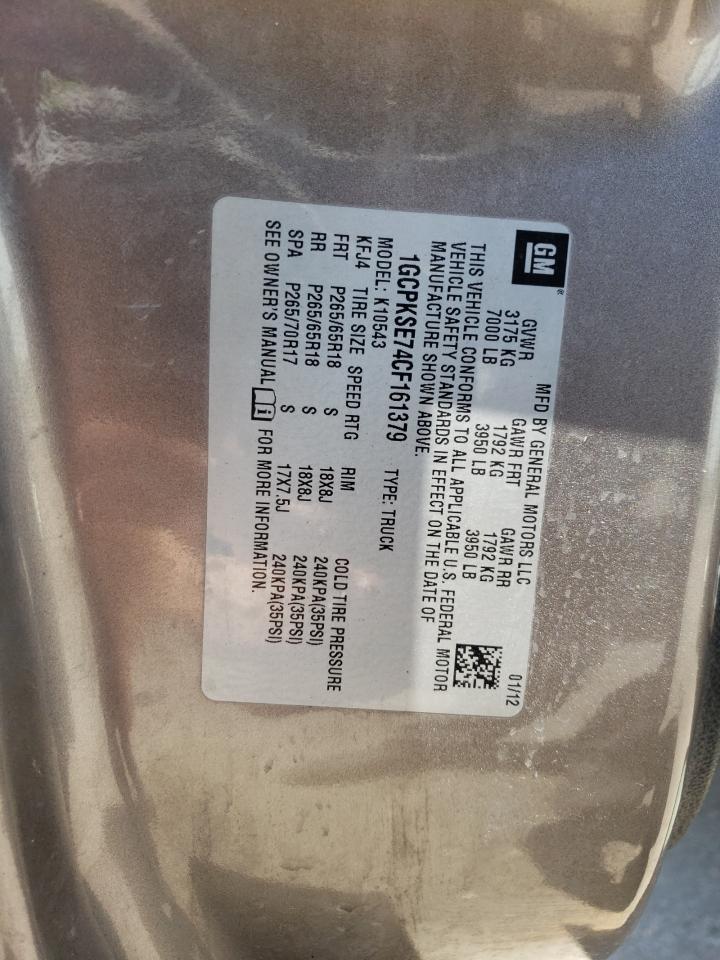 GM®
MFD BY GENERAL MOTORS LLC 01/12
GVWR GAWR FRT GAWR RR
3175 KG 1792 KG 1792 KG
7000 LB 3950 LB 3950 LB
THIS VEHICLE CONFORMS TO ALL APPLICABLE U.S. FEDERAL MOTOR
VEHICLE SAFETY STANDARDS IN EFFECT ON THE DATE OF
MANUFACTURE SHOWN ABOVE.
1GCPKSE74CF161379 TYPE: TRUCK
MODEL: K10543
KFJ4 TIRE SIZE SPEED RTG RIM COLD TIRE PRESSURE
FRT P265/65R18 S 18X8J 240KPA(35PSI)
RR P265/65R18 S 18X8J 240KPA(35PSI)
SPA P265/70R17 S 17X7.5J 240KPA(35PSI)
SEE OWNER'S MANUAL i FOR MORE INFORMATION.